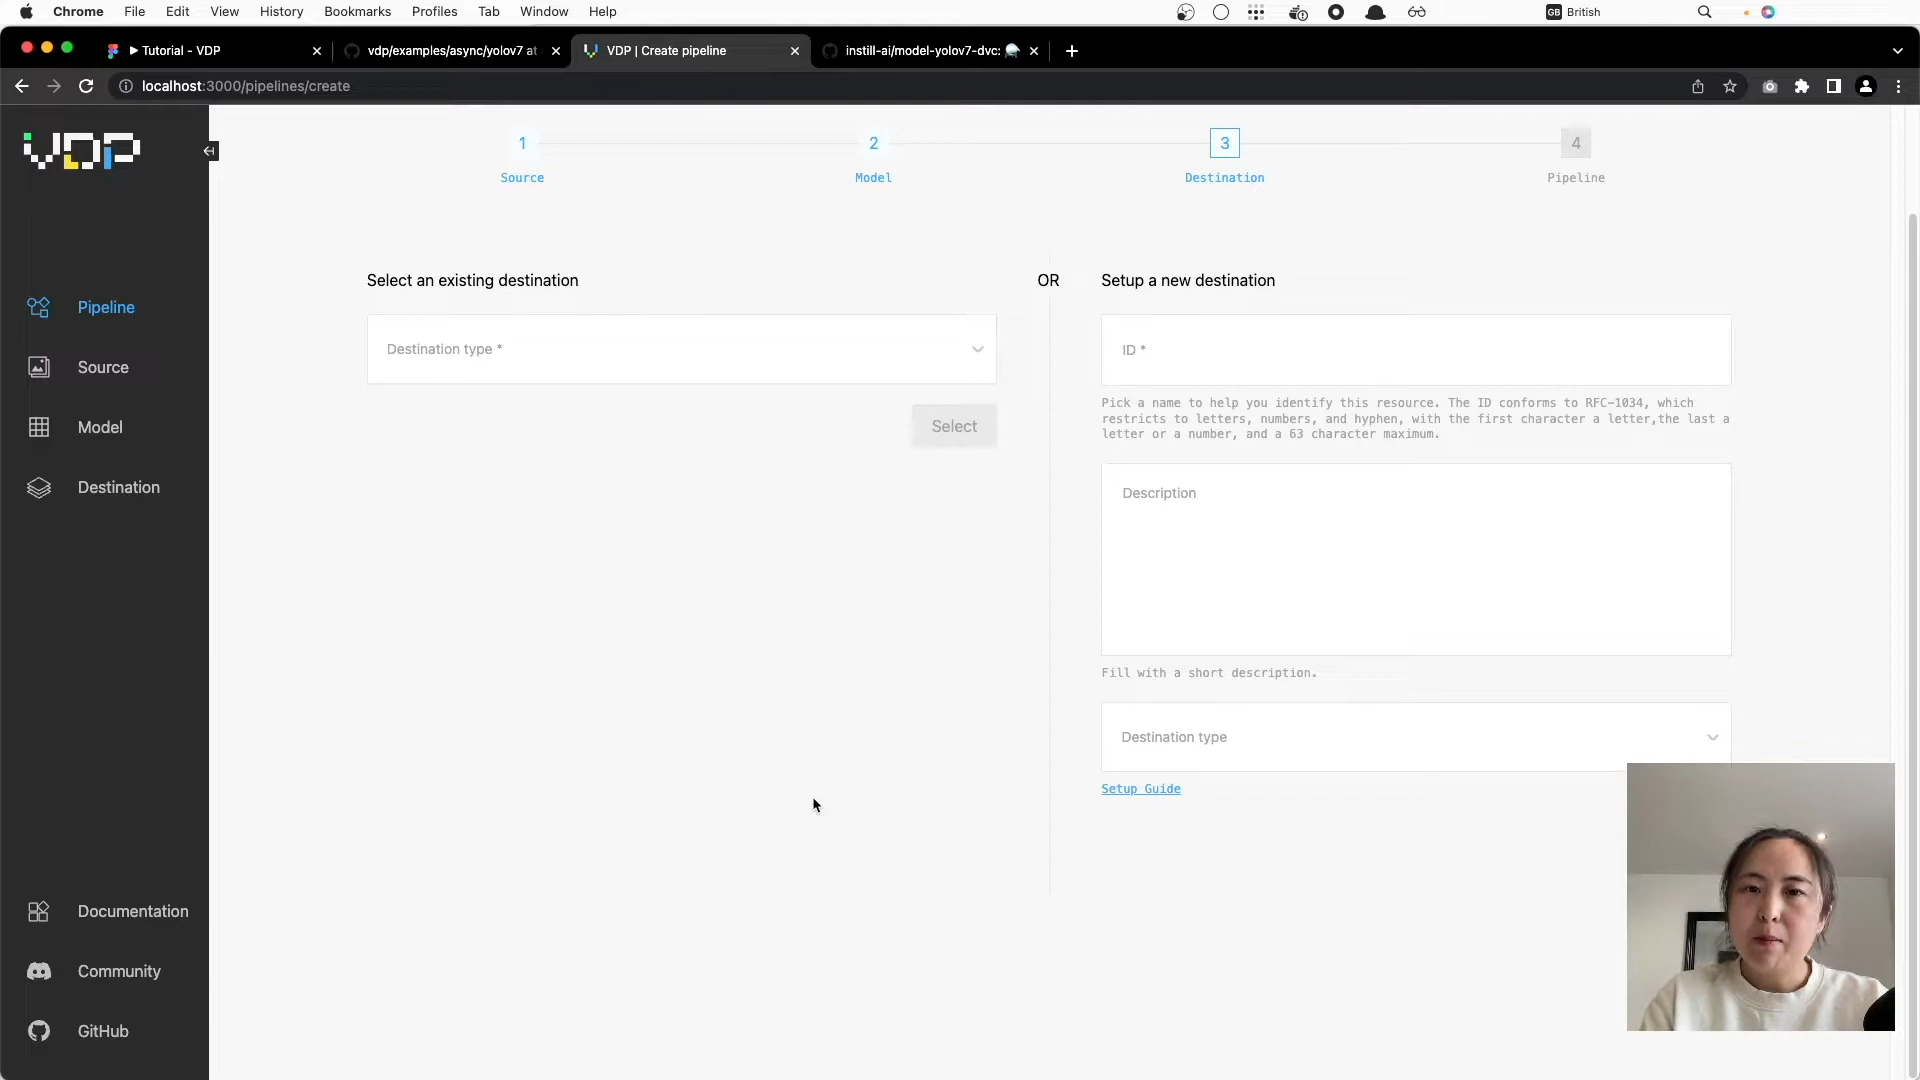 Chrome File Edit View History Bookmarks Profiles Tab Window Help GB British
Tutorial - VDP
vdp/examples/async/yolov7 at
VDP | Create pipeline
instill-ai/model-yolov7-dvc:
localhost:3000/pipelines/create
VDP
1
2
3
4
Source
Model
Destination
Pipeline
Pipeline
Source
Model
Destination
Documentation
Community
GitHub
Select an existing destination
Destination type *
Select
OR
Setup a new destination
ID *
Pick a name to help you identify this resource. The ID conforms to RFC-1034, which
restricts to letters, numbers, and hyphen, with the first character a letter,the last a
letter or a number, and a 63 character maximum.
Description
Fill with a short description.
Destination type
Setup Guide